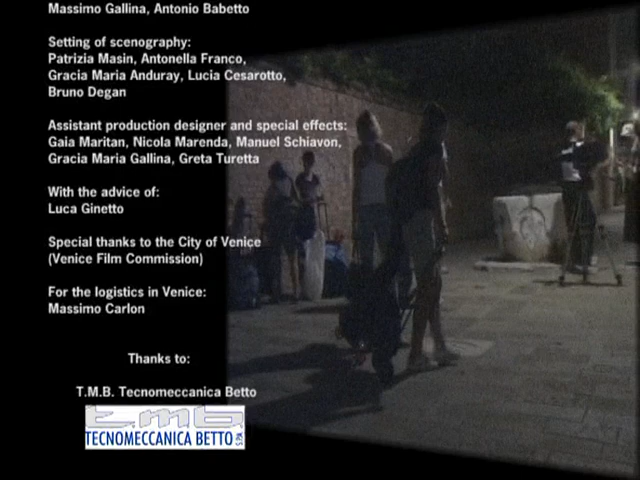 Massimo Gallina, Antonio Babetto
Setting of scenography:
Patrizia Masin, Antonella Franco,
Gracia Maria Anduray, Lucia Cesarotto,
Bruno Degan
Assistant production designer and special effects:
Gaia Maritan, Nicola Marenda, Manuel Schiavon,
Gracia Maria Gallina, Greta Turetta
With the advice of:
Luca Ginetto
Special thanks to the City of Venice
(Venice Film Commission)
For the logistics in Venice:
Massimo Carlon
Thanks to:
T.M.B. Tecnomeccanica Betto
tmb
TECNOMECCANICA BETTO S.P.A.